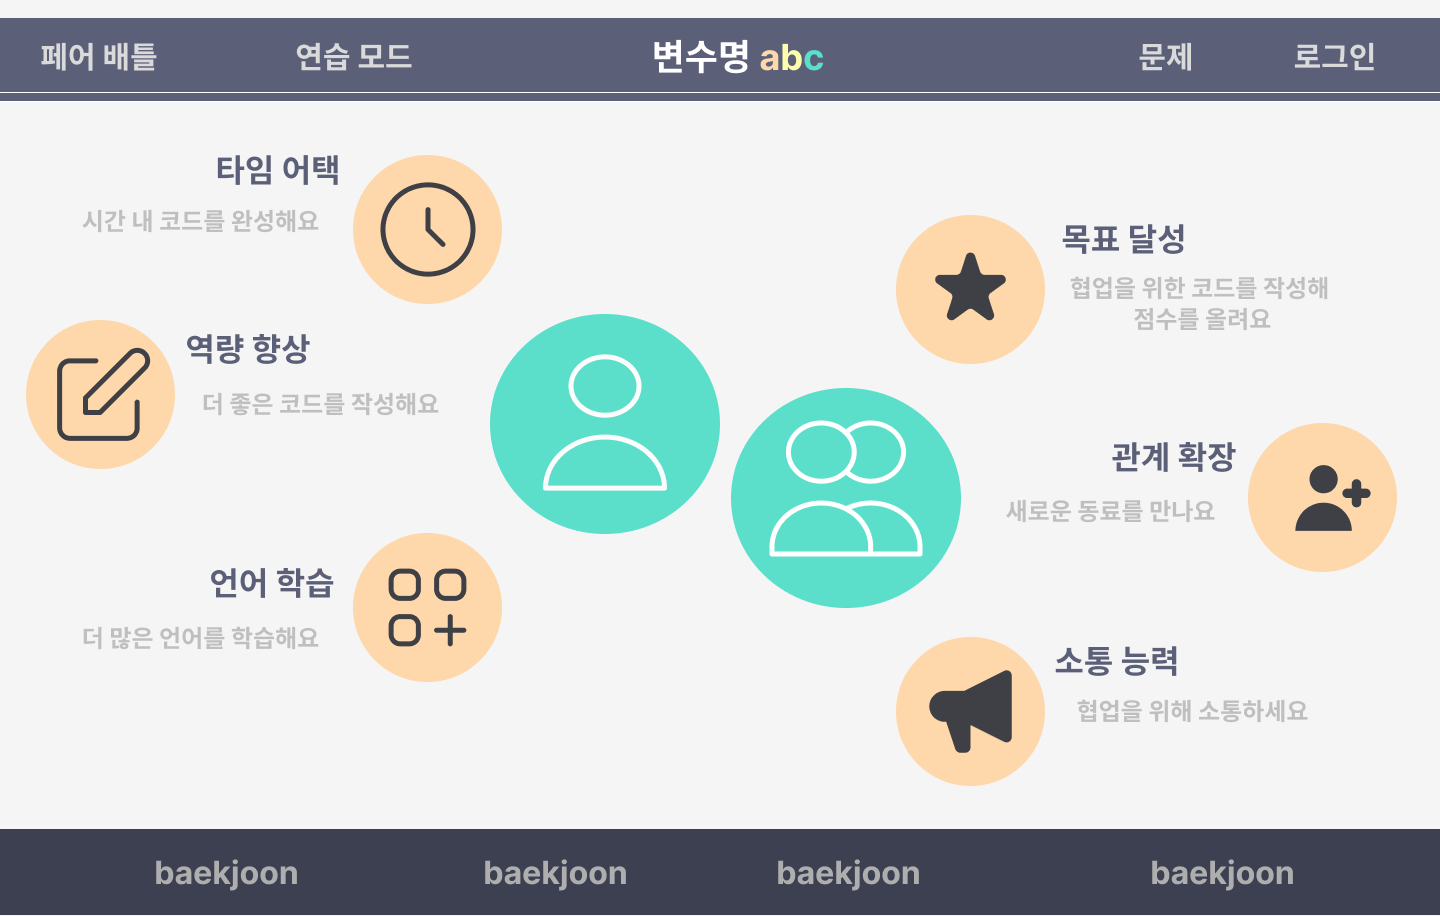 페어 배틀 연습 모드 변수명 abc 문제 로그인
타임 어택
시간 내 코드를 완성해요
역량 향상
더 좋은 코드를 작성해요
언어 학습
더 많은 언어를 학습해요
목표 달성
협업을 위한 코드를 작성해
점수를 올려요
관계 확장
새로운 동료를 만나요
소통 능력
협업을 위해 소통하세요
baekjoon baekjoon baekjoon baekjoon